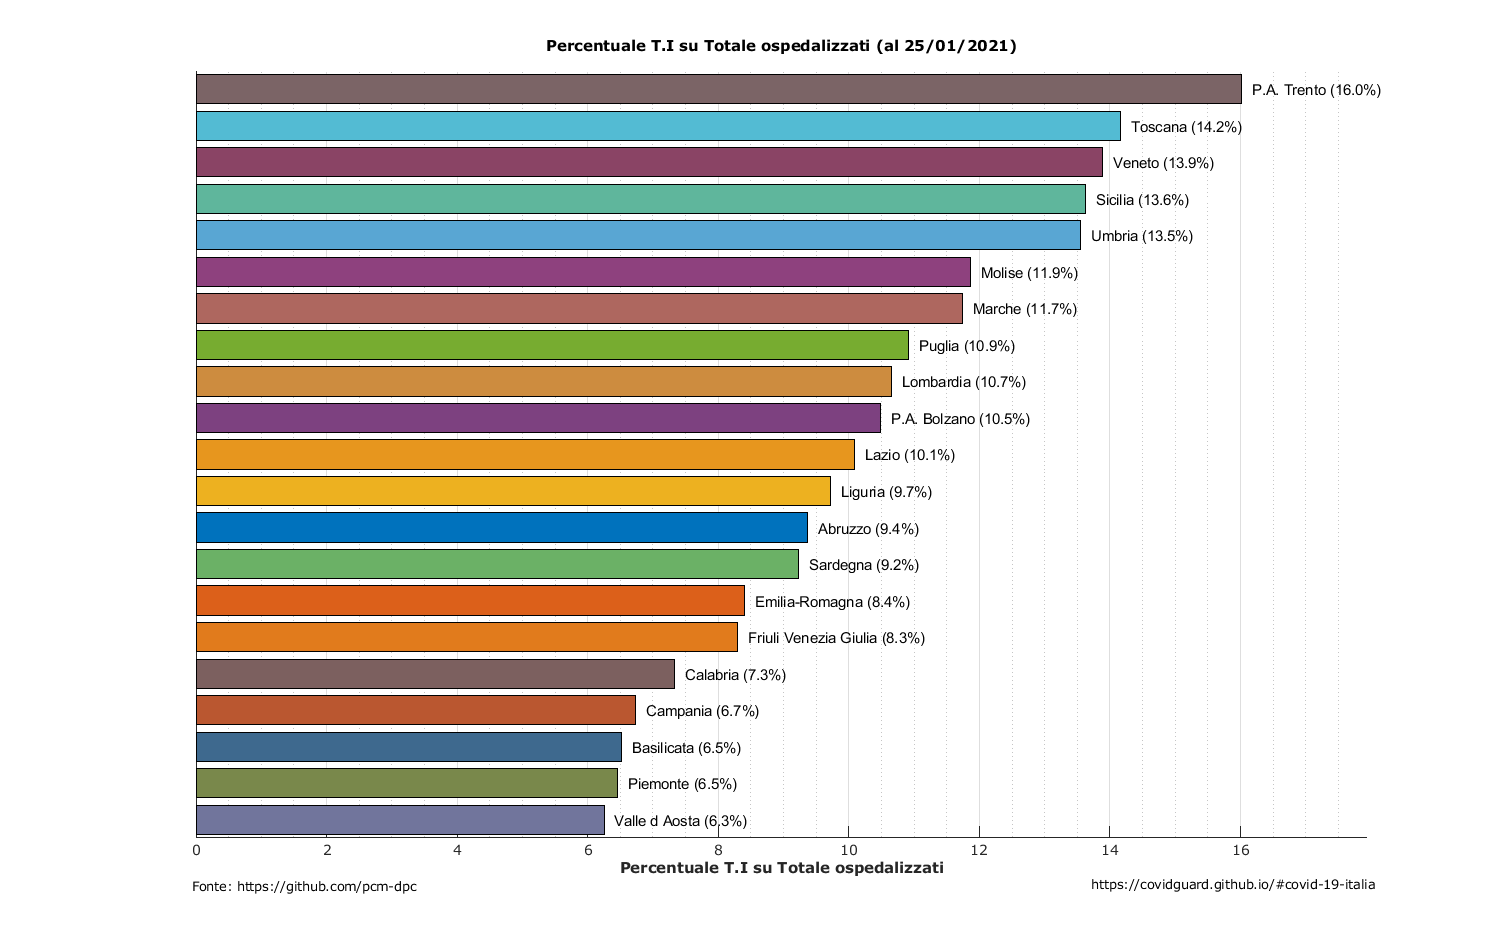 Percentuale T.I su Totale ospedalizzati (al 25/01/2021)
P.A. Trento (16.0%)
Toscana (14.2%)
Veneto (13.9%)
Sicilia (13.6%)
Umbria (13.5%)
Molise (11.9%)
Marche (11.7%)
Puglia (10.9%)
Lombardia (10.7%)
P.A. Bolzano (10.5%)
Lazio (10.1%)
Liguria (9.7%)
Abruzzo (9.4%)
Sardegna (9.2%)
Emilia-Romagna (8.4%)
Friuli Venezia Giulia (8.3%)
Calabria (7.3%)
Campania (6.7%)
Basilicata (6.5%)
Piemonte (6.5%)
Valle d Aosta (6.3%)
0 2 4 6 8 10 12 14 16
Percentuale T.I su Totale ospedalizzati
Fonte: https://github.com/pcm-dpc
https://covidguard.github.io/#covid-19-italia